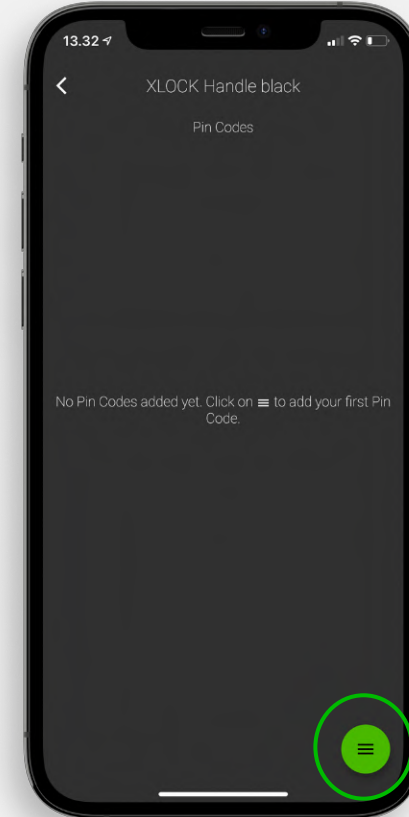 13.32
XLOCK Handle black
Pin Codes
No Pin Codes added yet. Click on ≡ to add your first Pin
Code.